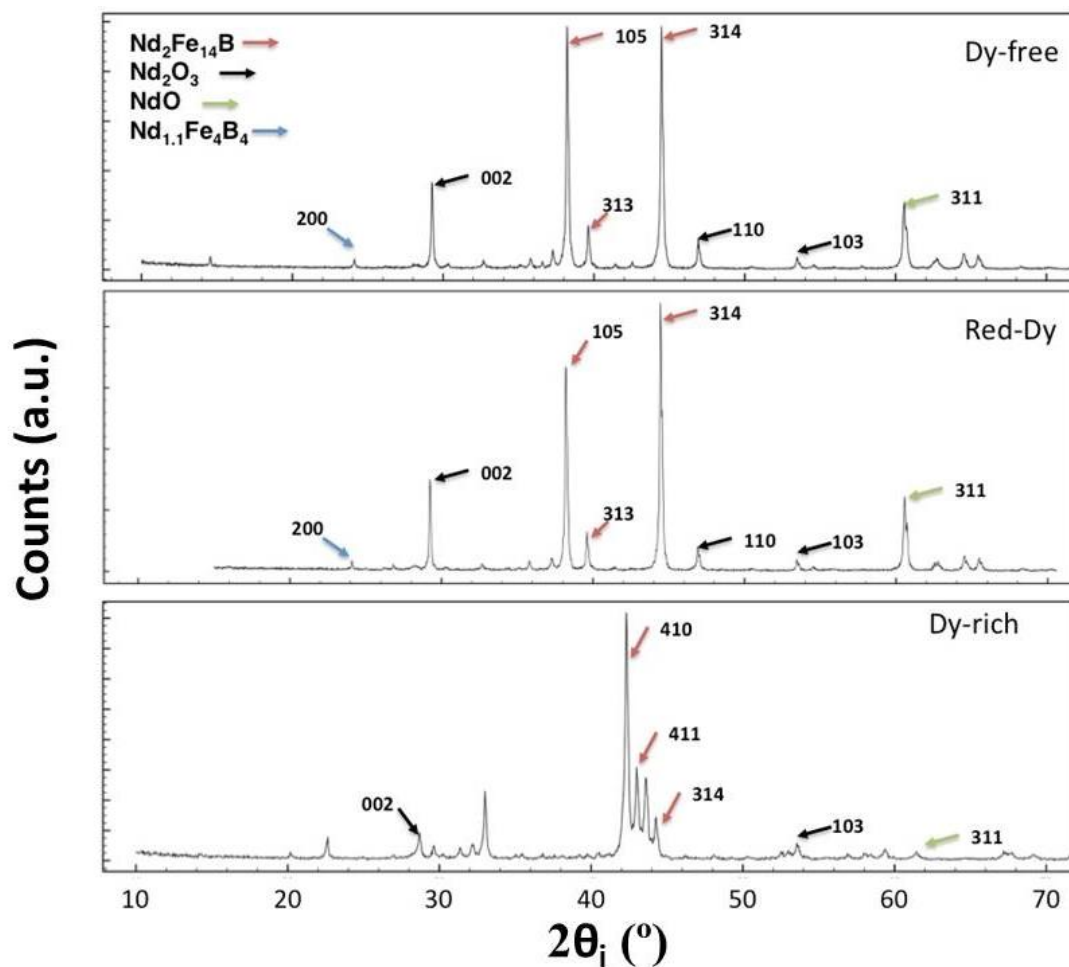 Nd₂Fe₁₄B
Nd₂O₃
NdO
Nd₁.₁Fe₄B₄
Dy-free
200
002
105
313
314
110
103
311
Red-Dy
200
002
105
313
314
110
103
311
Dy-rich
002
410
411
314
103
311
Counts (a.u.)
10 20 30 40 50 60 70
2θᵢ (º)